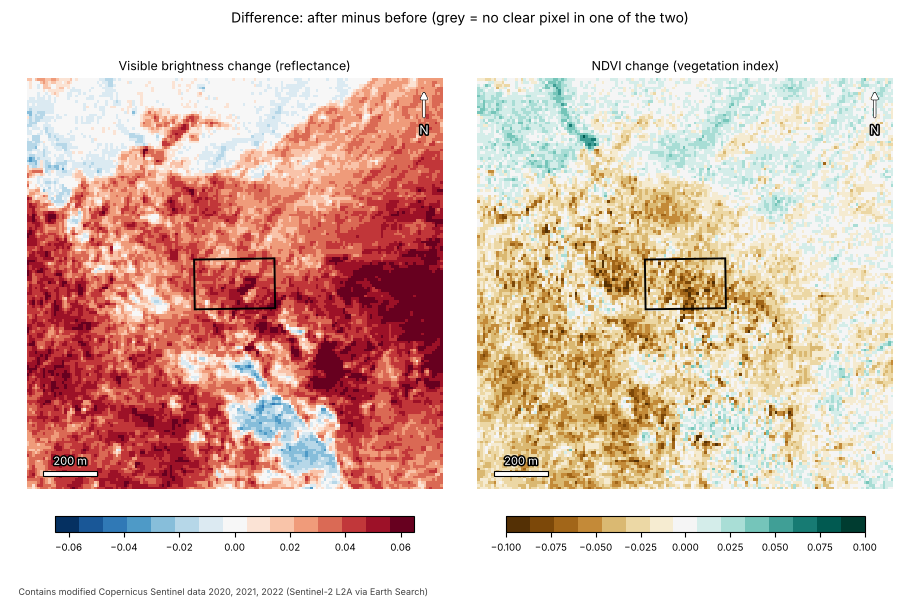 Difference: after minus before (grey = no clear pixel in one of the two)
Visible brightness change (reflectance)
NDVI change (vegetation index)
N
N
200 m
200 m
−0.06 −0.04 −0.02 0.00 0.02 0.04 0.06
−0.100 −0.075 −0.050 −0.025 0.000 0.025 0.050 0.075 0.100
Contains modified Copernicus Sentinel data 2020, 2021, 2022 (Sentinel-2 L2A via Earth Search)